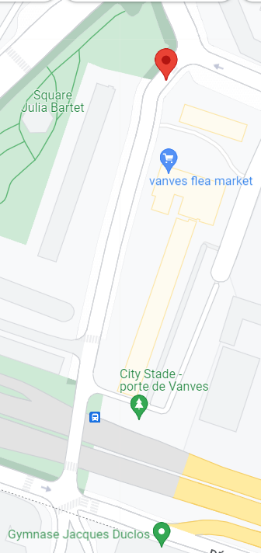 Square
Julia Bartet
vanves flea market
City Stade -
porte de Vanves
Gymnase Jacques Duclos